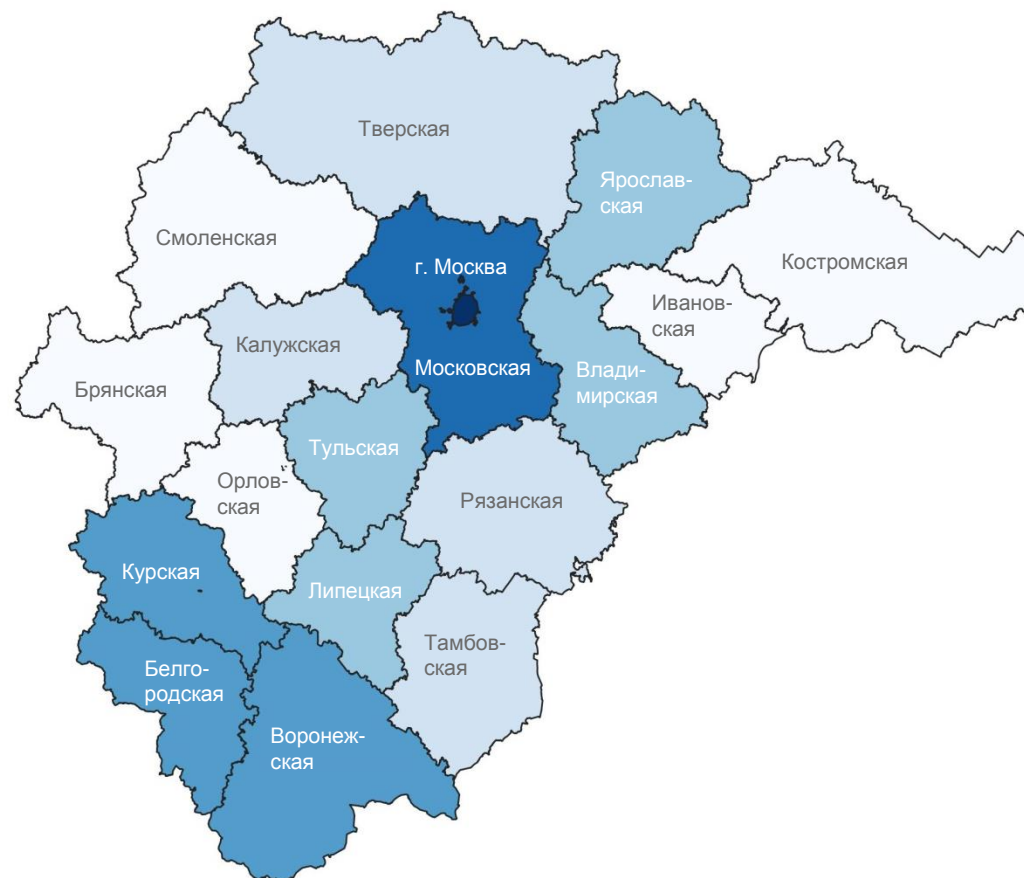 Тверская
Ярослав-
ская
Смоленская
г. Москва
Костромская
Иванов-
ская
Калужская
Московская
Влади-
мирская
Брянская
Тульская
Орлов-
ская
Рязанская
Курская
Липецкая
Тамбов-
ская
Белго-
родская
Воронеж-
ская